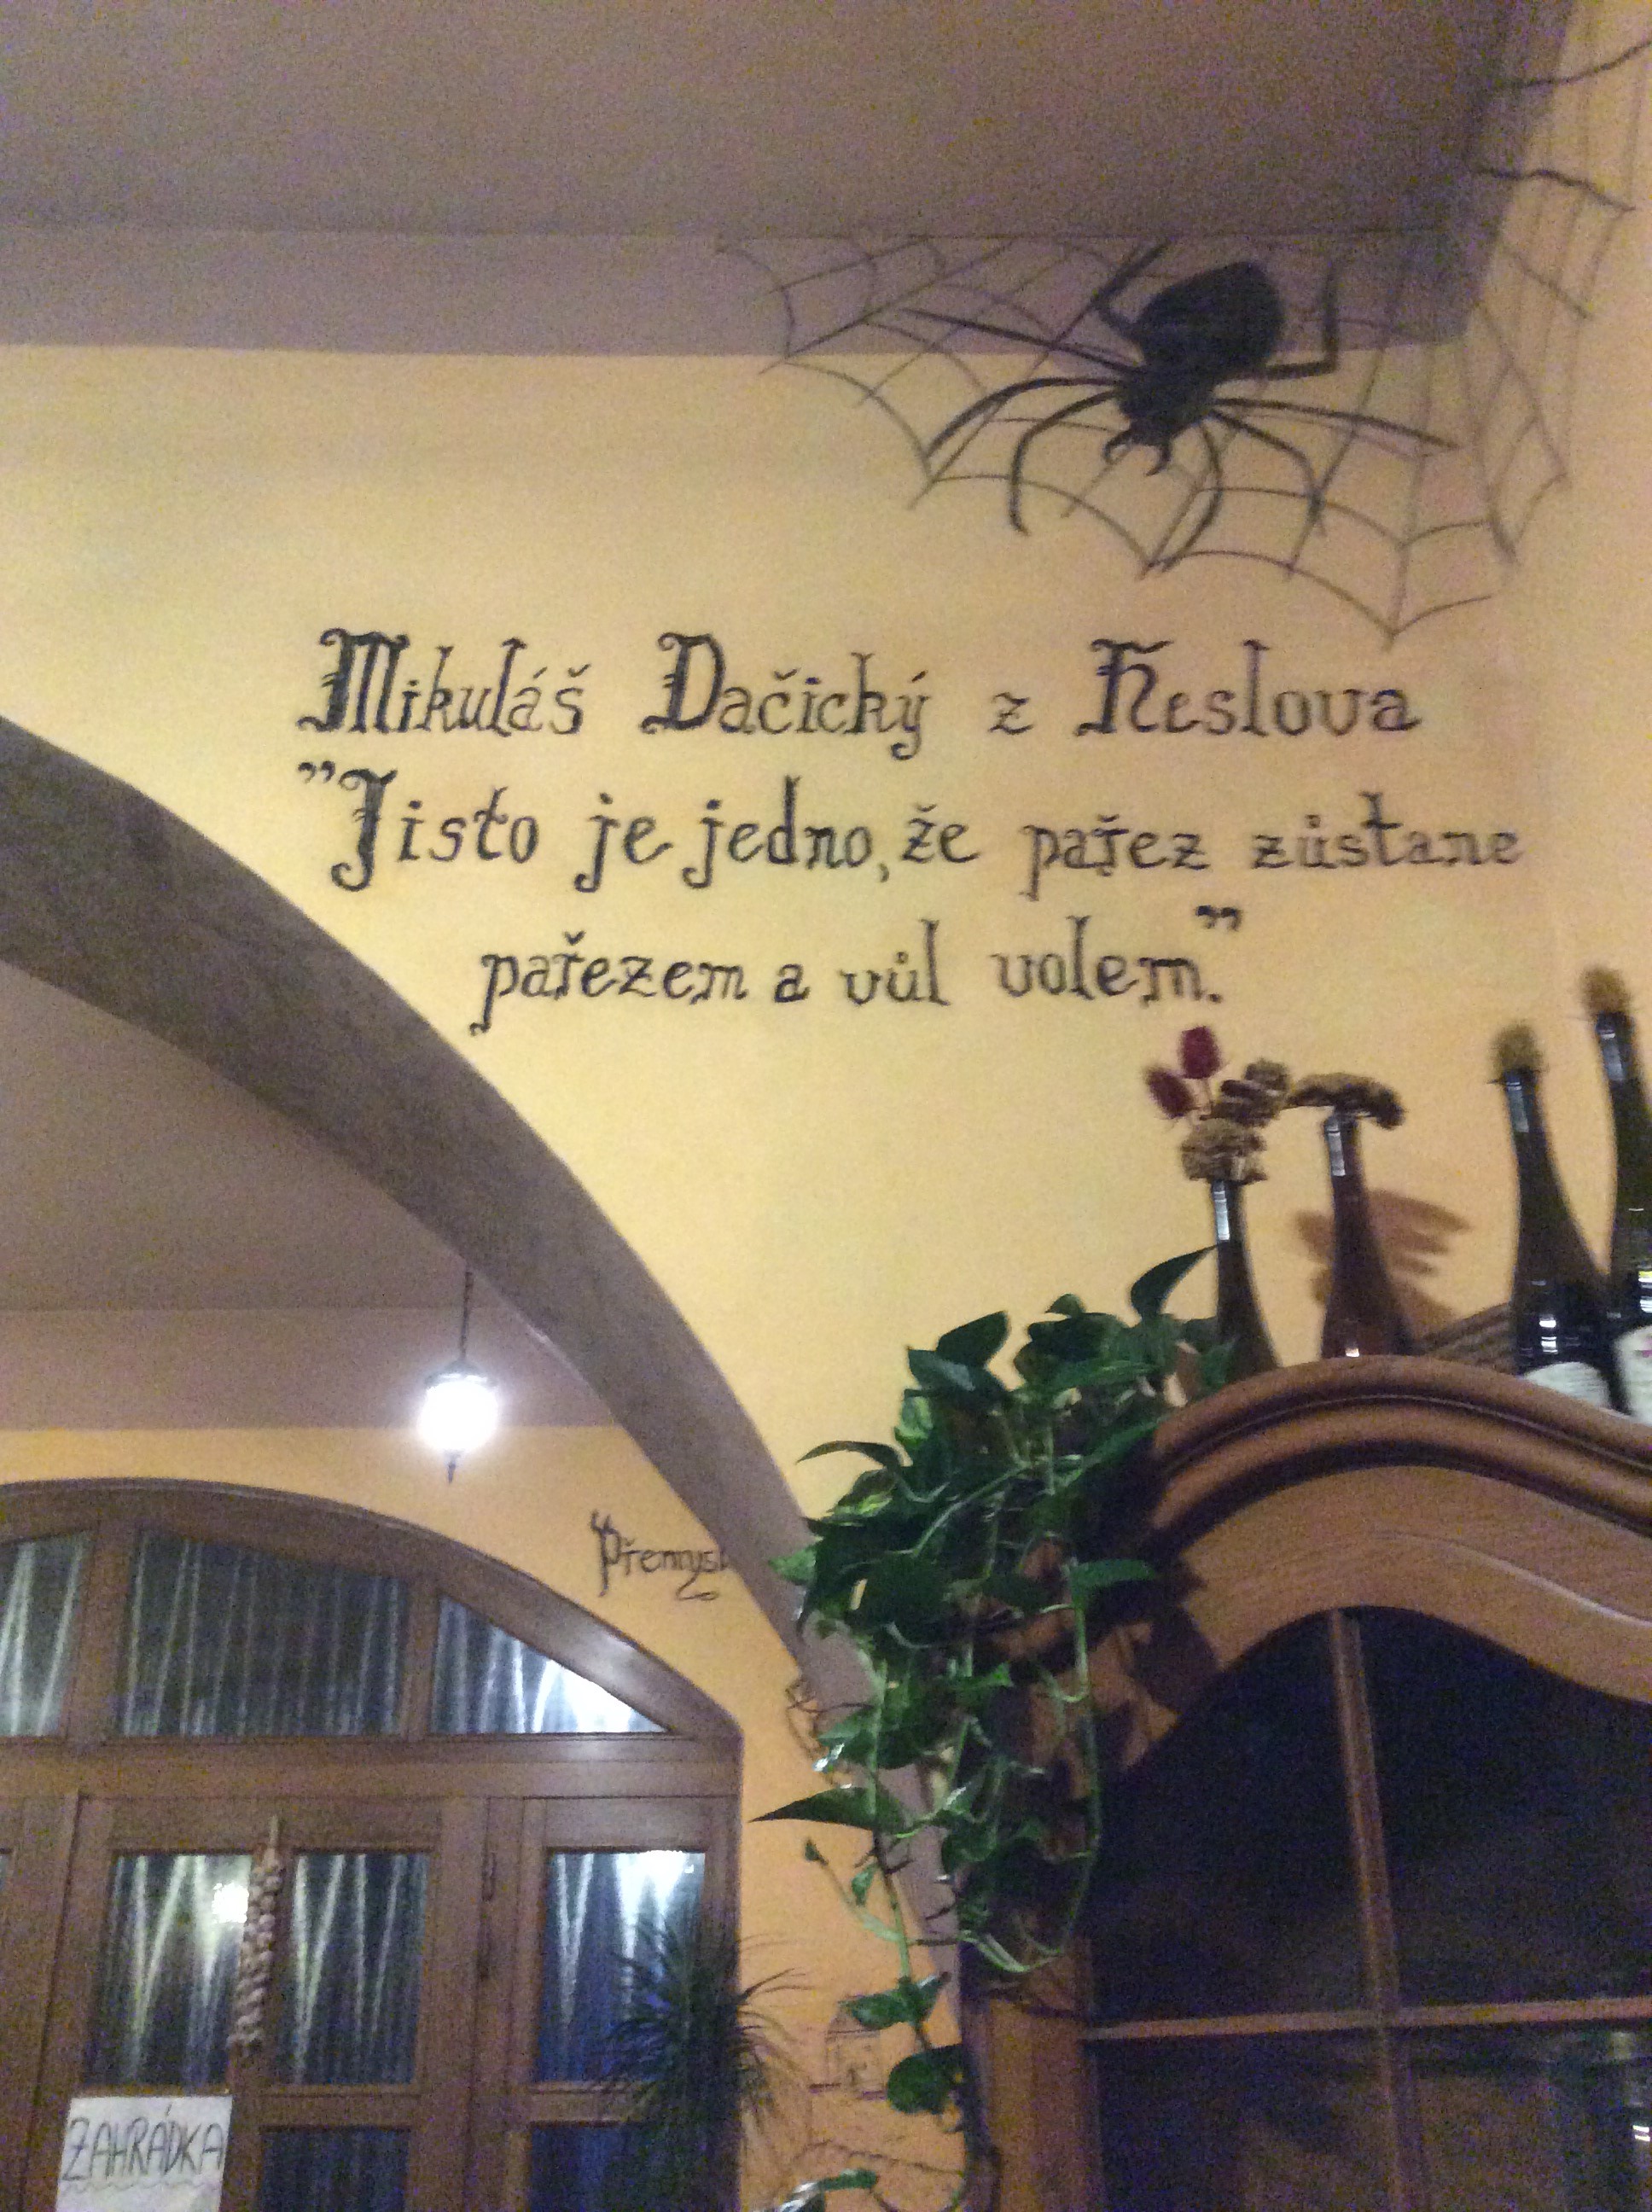 Mikuláš Dačický z Heslova
"Jisto je jedno, že pařez zůstane
pařezem a vůl volem."
"Přemysl
ZAHRÁDKA